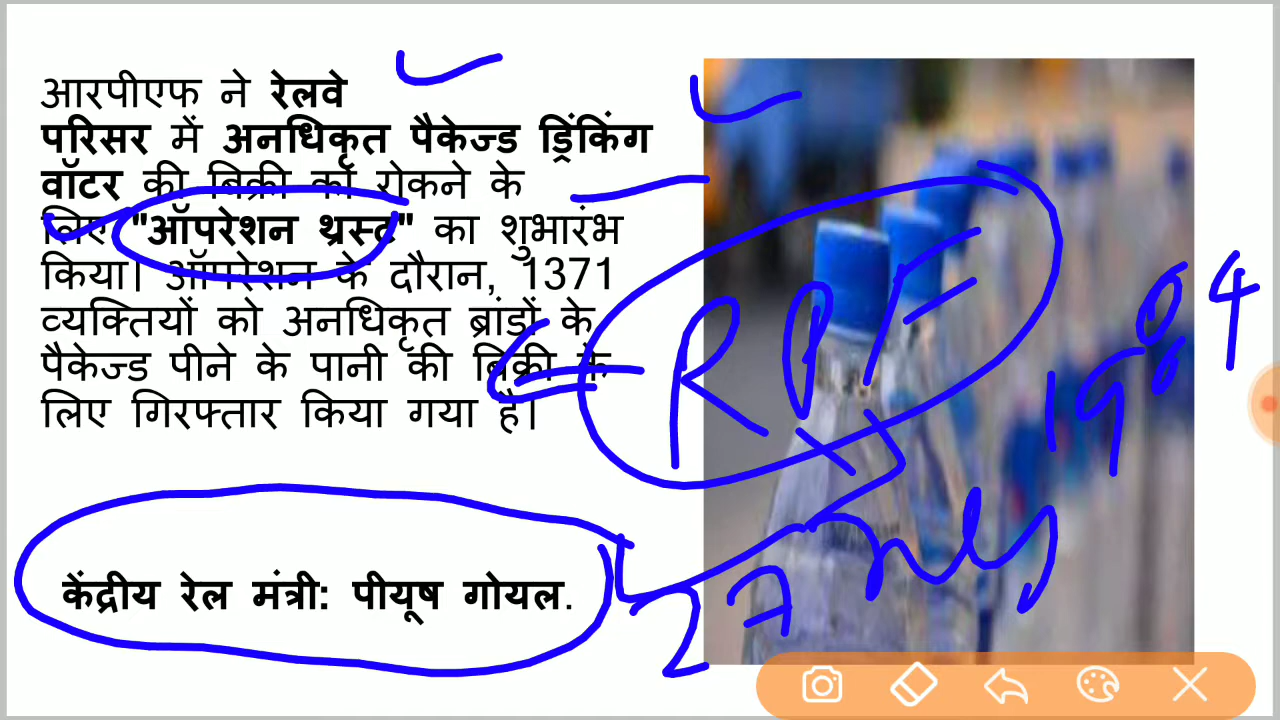 आरपीएफ ने रेलवे
परिसर में अनधिकृत पैकेज्ड ड्रिंकिंग
वॉटर की बिक्री को रोकने के
लिए "ऑपरेशन थ्रस्ट" का शुभारंभ
किया। ऑपरेशन के दौरान, 1371
व्यक्तियों को अनधिकृत ब्रांडों के
पैकेज्ड पीने के पानी की बिक्री के
लिए गिरफ्तार किया गया है।
RPF
1984
27
केंद्रीय रेल मंत्री: पीयूष गोयल.